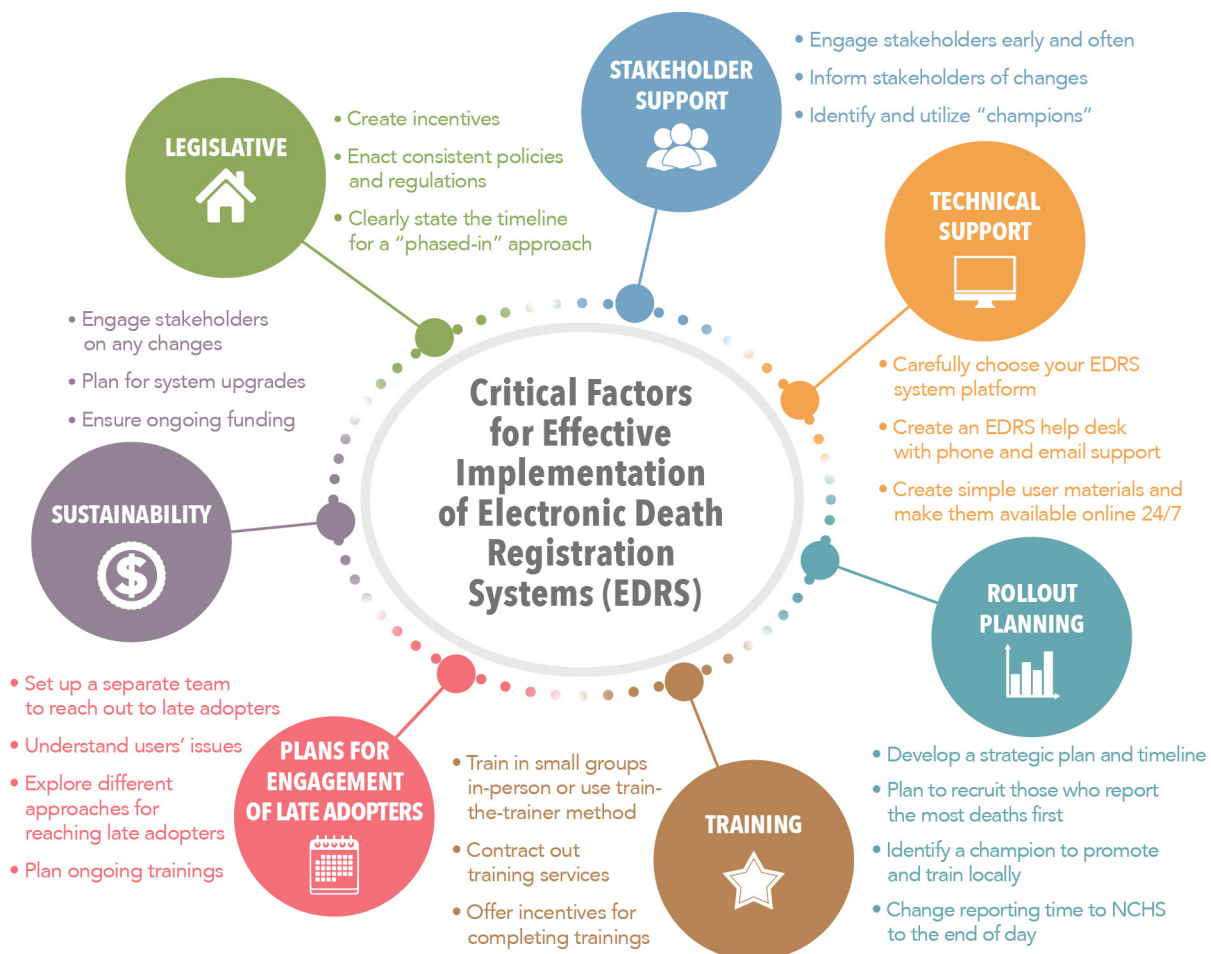 Critical Factors
for Effective
Implementation
of Electronic Death
Registration
Systems (EDRS)
LEGISLATIVE
• Create incentives
• Enact consistent policies
and regulations
• Clearly state the timeline
for a “phased-in” approach
STAKEHOLDER
SUPPORT
• Engage stakeholders early and often
• Inform stakeholders of changes
• Identify and utilize “champions”
TECHNICAL
SUPPORT
• Carefully choose your EDRS
system platform
• Create an EDRS help desk
with phone and email support
• Create simple user materials and
make them available online 24/7
ROLLOUT
PLANNING
• Develop a strategic plan and timeline
• Plan to recruit those who report
the most deaths first
• Identify a champion to promote
and train locally
• Change reporting time to NCHS
to the end of day
TRAINING
• Train in small groups
in-person or use train-
the-trainer method
• Contract out
training services
• Offer incentives for
completing trainings
PLANS FOR
ENGAGEMENT
OF LATE ADOPTERS
• Set up a separate team
to reach out to late adopters
• Understand users’ issues
• Explore different
approaches for
reaching late adopters
• Plan ongoing trainings
SUSTAINABILITY
$
• Engage stakeholders
on any changes
• Plan for system upgrades
• Ensure ongoing funding